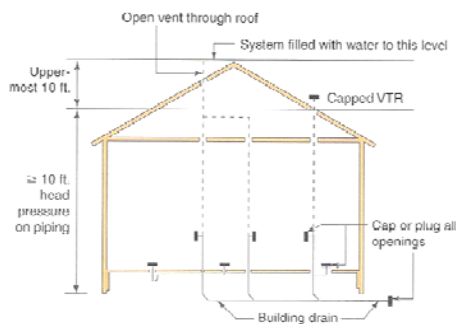 Open vent through roof
System filled with water to this level
Upper-
most 10 ft.
Capped VTR
≥ 10 ft.
head
pressure
on piping
Cap or plug all
openings
Building drain